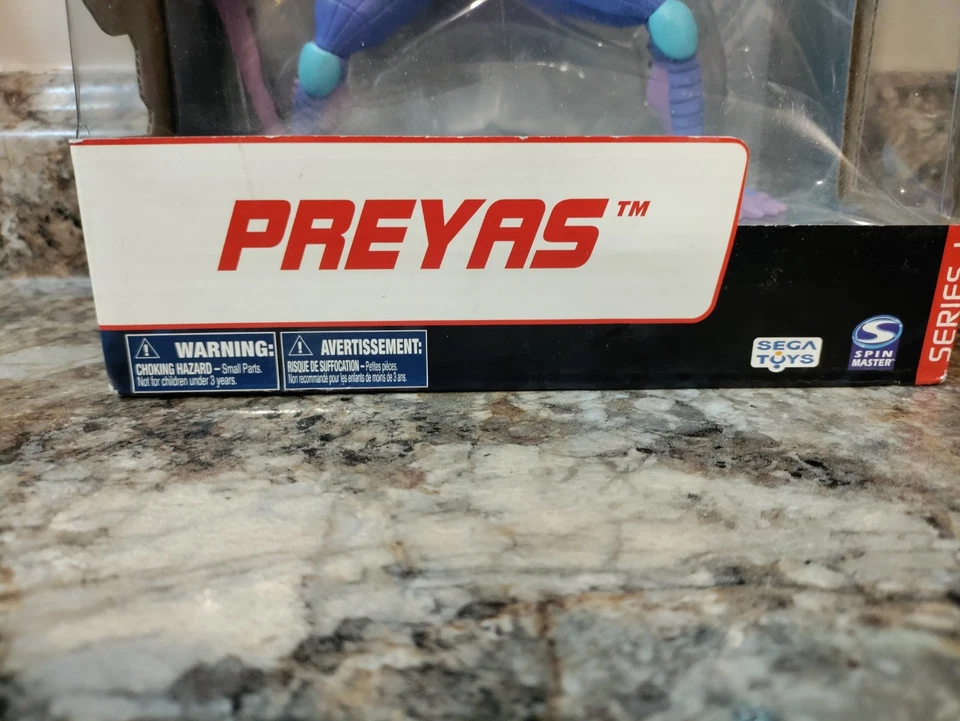 PREYAS™
WARNING:
CHOKING HAZARD – Small Parts.
Not for children under 3 years.
AVERTISSEMENT:
RISQUE DE SUFFOCATION – Petites pièces.
Non recommandé pour les enfants de moins de 3 ans.
SEGA
TOYS
S
SPIN
MASTER™
SERIES